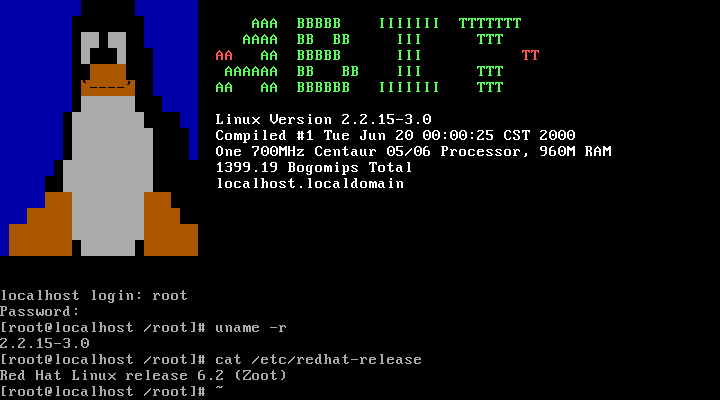 AAA BBBBB IIIIIII TTTTTTT
AAAA BB BB III TTT
AA AA BBBBB III TT
AAAAAA BB BB III TTT
AA AA BBBBBB IIIIIII TTT
Linux Version 2.2.15-3.0
Compiled #1 Tue Jun 20 00:00:25 CST 2000
One 700MHz Centaur 05/06 Processor, 960M RAM
1399.19 Bogomips Total
localhost.localdomain
localhost login: root
Password:
[root@localhost /root]# uname -r
2.2.15-3.0
[root@localhost /root]# cat /etc/redhat-release
Red Hat Linux release 6.2 (Zoot)
[root@localhost /root]# ~